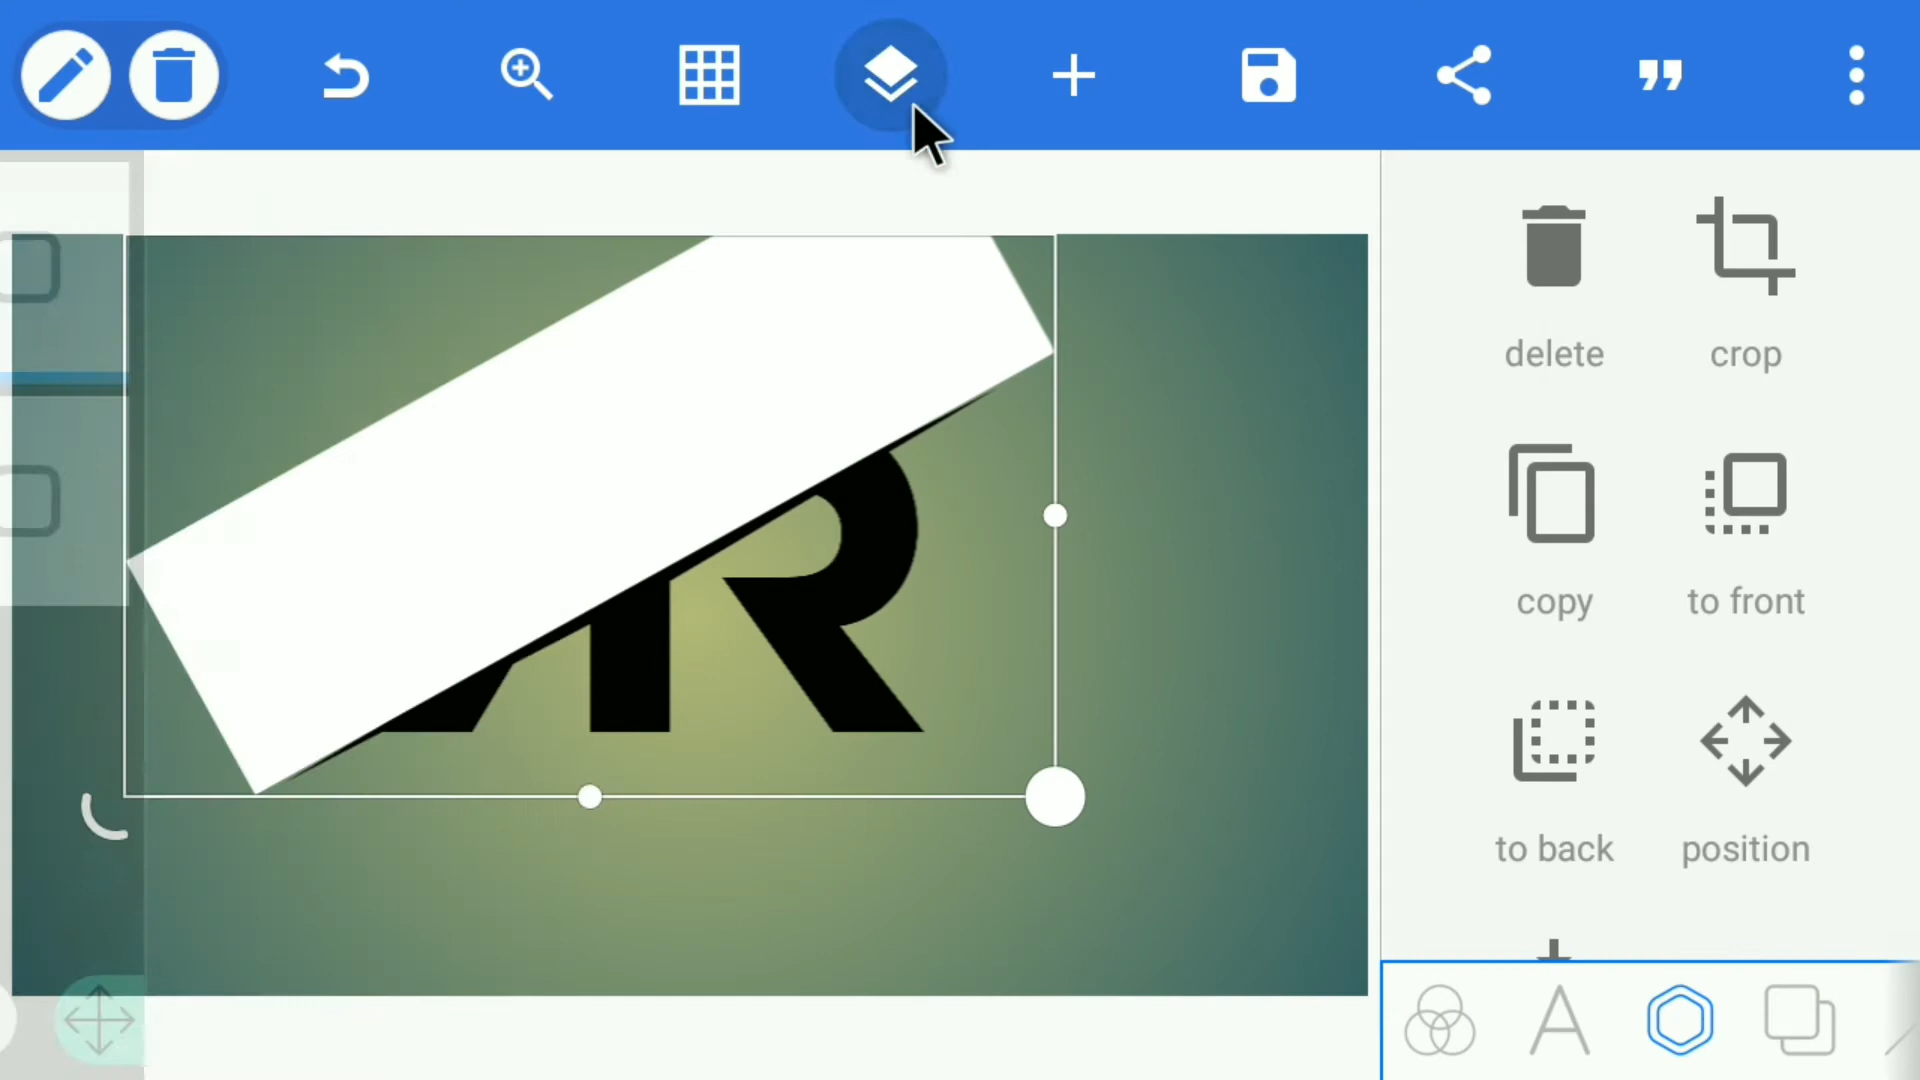 delete
crop
copy
to front
to back
position
R